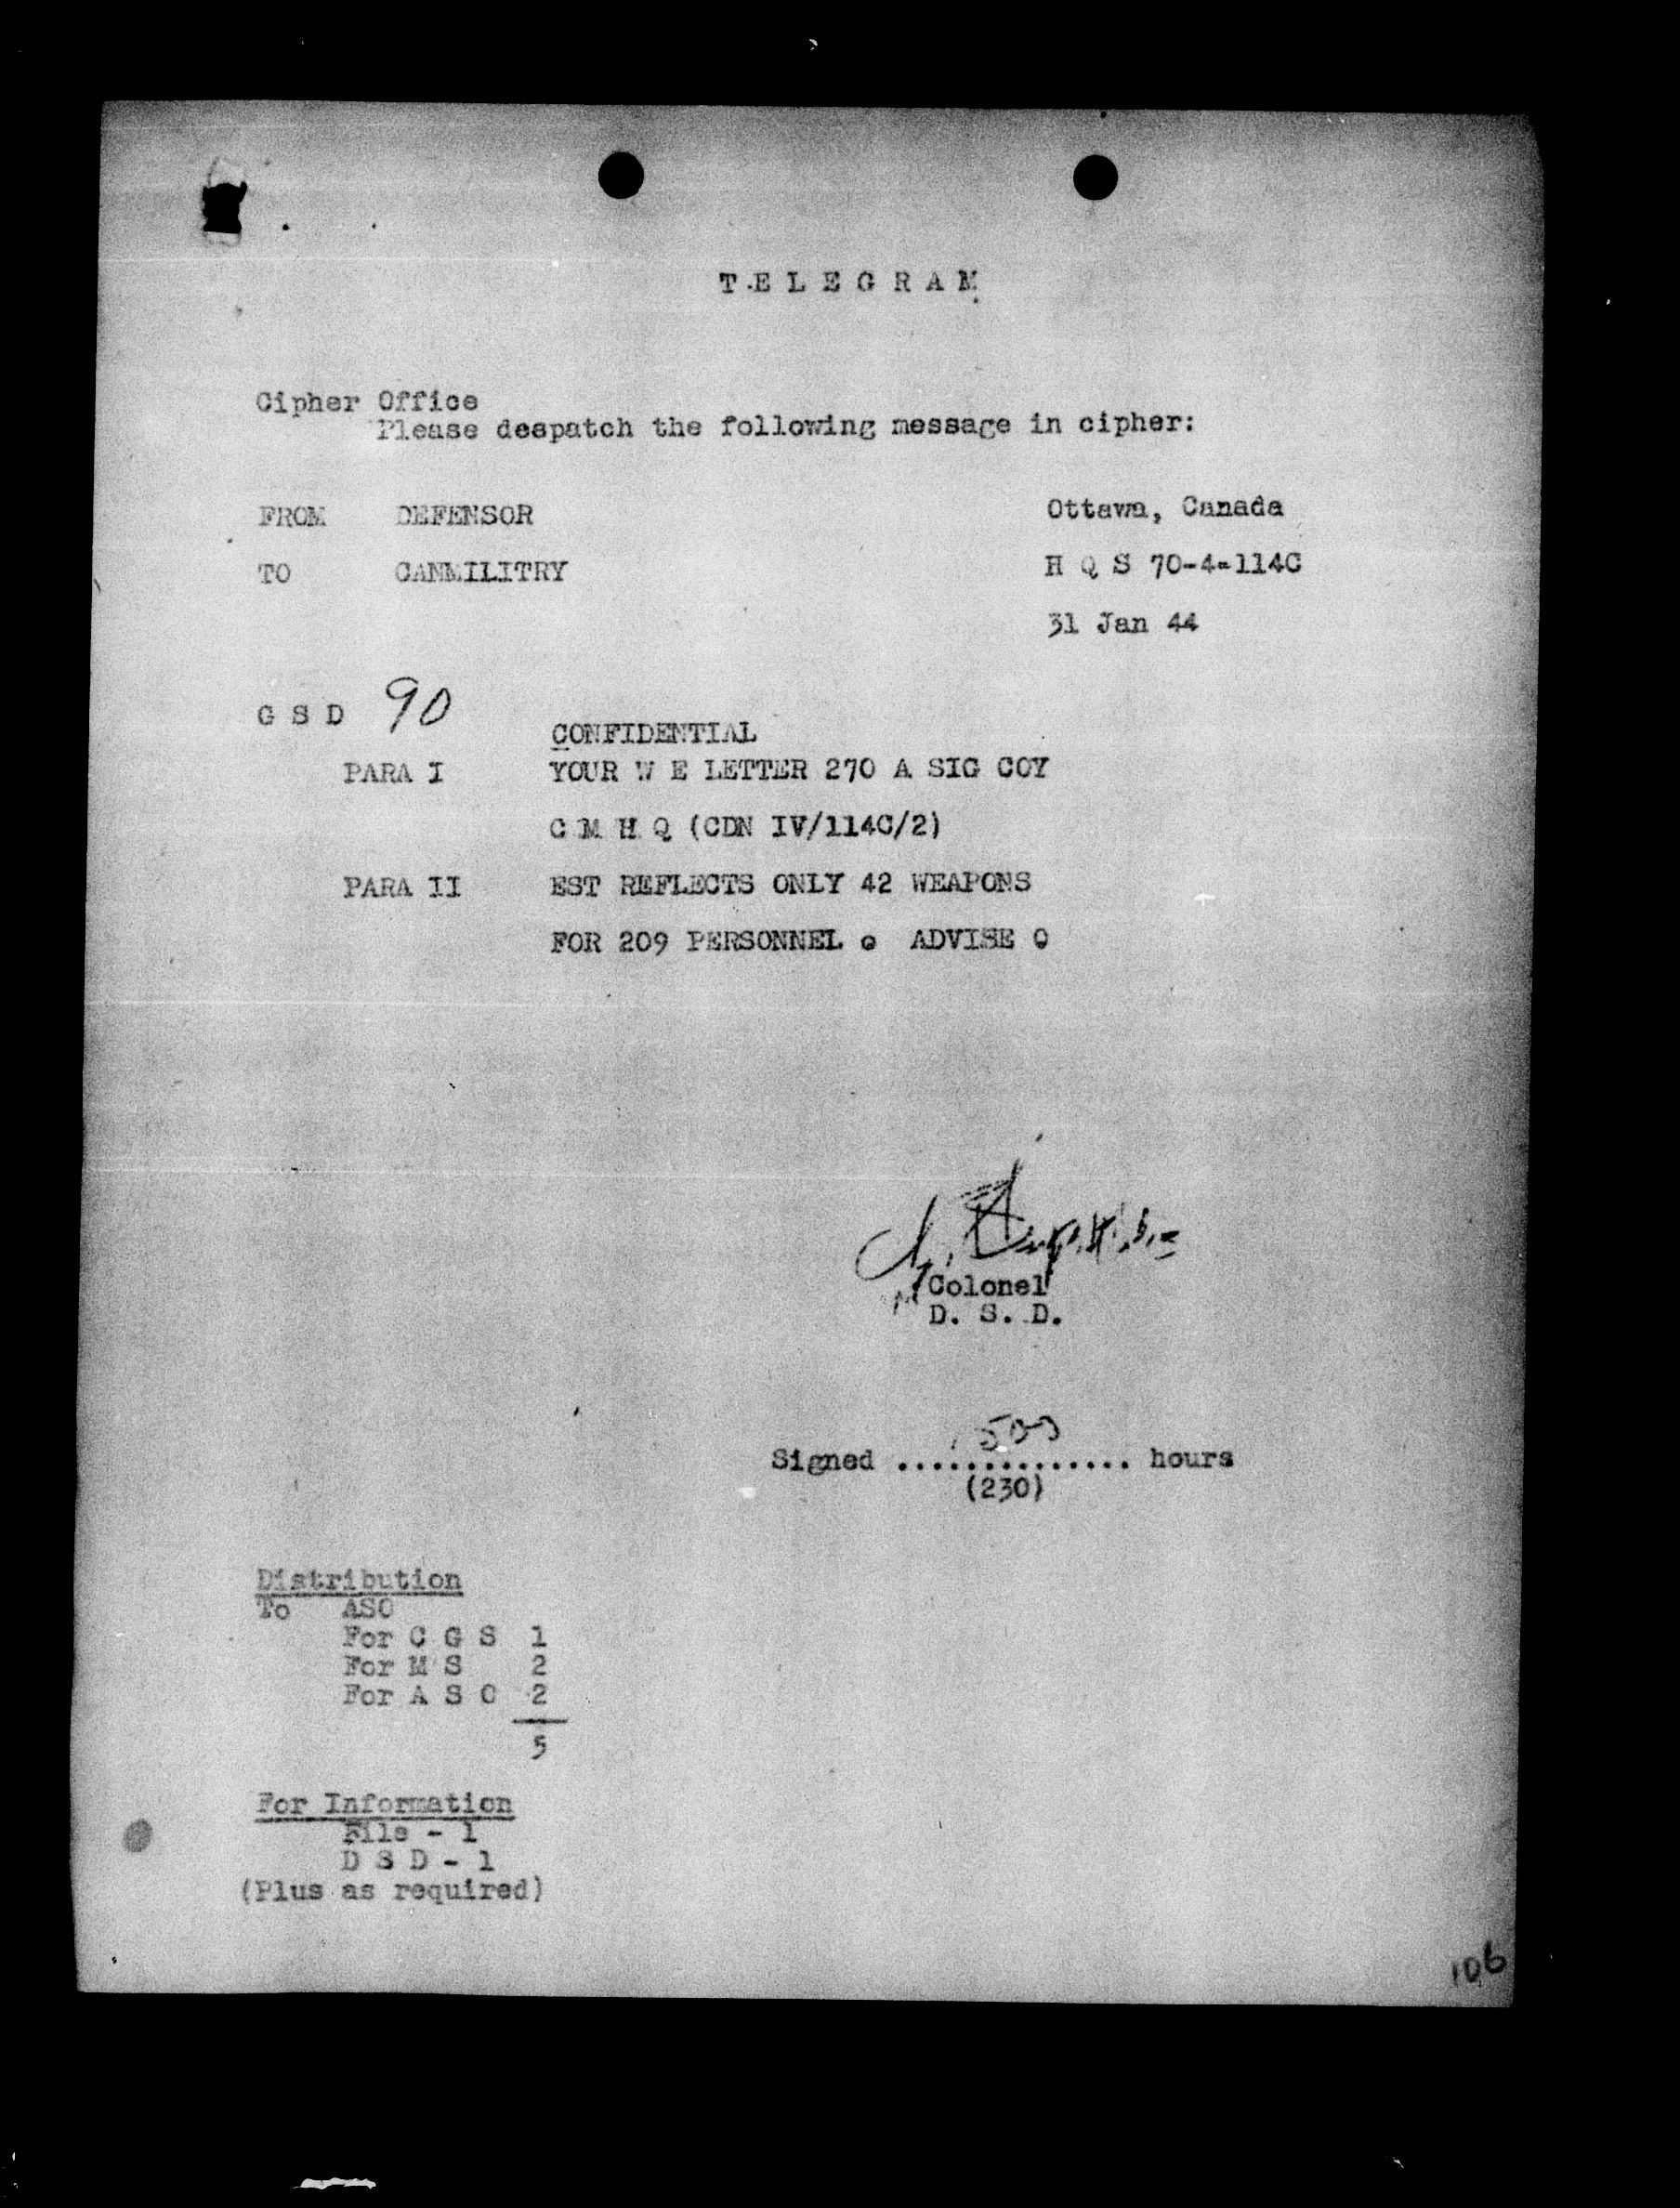 TELEGRAM
Cipher Office
Please despatch the following message in cipher:
FROM DEFENSOR
Ottawa, Canada
TO CANMILITRY
H Q S 70-4-114C
31 Jan 44
G S D 90
CONFIDENTIAL
PARA I YOUR W E LETTER 270 A SIG COY
C M H Q (CDN IV/114C/2)
PARA II EST REFLECTS ONLY 42 WEAPONS
FOR 209 PERSONNEL o ADVISE O
Colonel
D. S. D.
Signed .............. hours
(230)
Distribution
To ASO
For C G S 1
For M S 2
For A S O 2
5
For Information
File - 1
D S D - 1
(Plus as required)
106